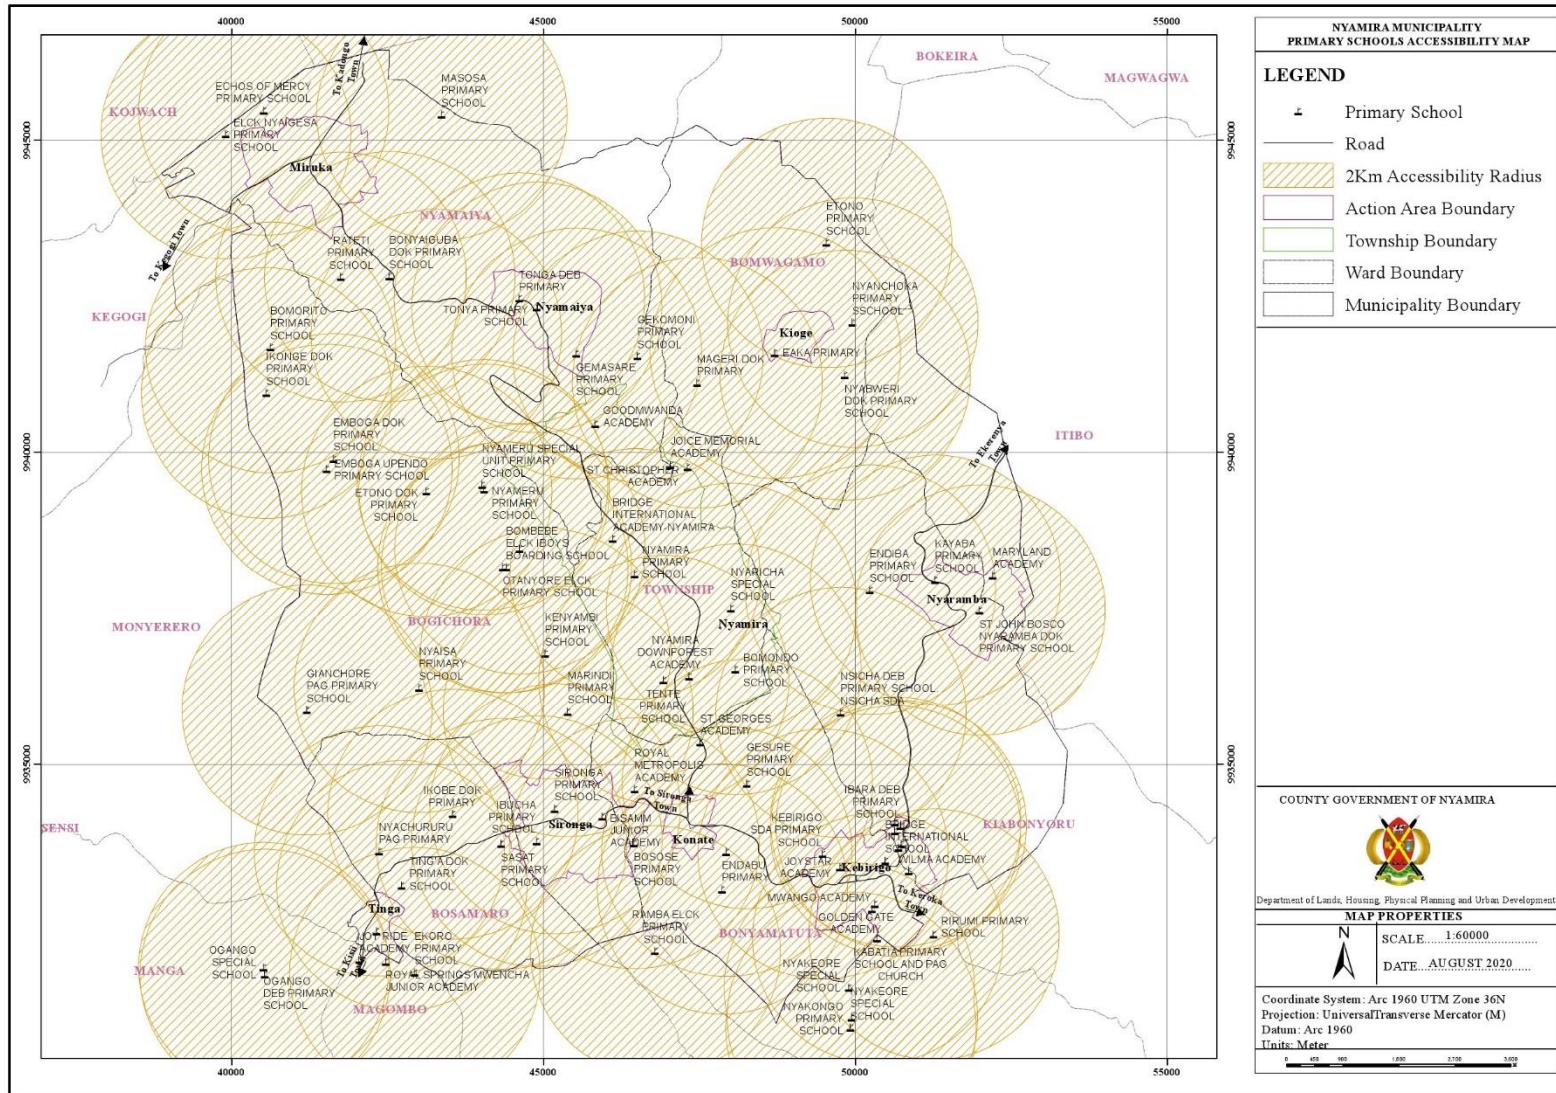 40000
45000
50000
55000
NYAMIRA MUNICIPALITY
PRIMARY SCHOOLS ACCESSIBILITY MAP
LEGEND
Primary School
Road
2Km Accessibility Radius
Action Area Boundary
Township Boundary
Ward Boundary
Municipality Boundary
COUNTY GOVERNMENT OF NYAMIRA
Department of Lands, Housing, Physical Planning and Urban Development
MAP PROPERTIES
N
SCALE 1:60000
DATE AUGUST 2020
Coordinate System: Arc 1960 UTM Zone 36N
Projection: UniversalTransverse Mercator (M)
Datum: Arc 1960
Units: Meter
BOKEIRA
MAGWAGWA
KOJWACH
To Kadongo
Town
ECHOS OF MERCY
PRIMARY SCHOOL
MASOSA
PRIMARY
SCHOOL
ELCK NYAIGESA
PRIMARY
SCHOOL
9945000
9945000
Miruka
NYAMAIYA
ETONO
PRIMARY
SCHOOL
To Kegogi Town
RATETI
PRIMARY
SCHOOL
BONYAIGUBA
DOK PRIMARY
SCHOOL
BOMWAGAMO
TONGA DEB
PRIMARY
TONYA PRIMARY
SCHOOL
Nyamaiya
NYANCHOKA
PRIMARY
SSCHOOL
KEGOGI
BOMORITO
PRIMARY
SCHOOL
GEKOMONI
PRIMARY
SCHOOL
Kioge
EAKA PRIMARY
IKONGE DOK
PRIMARY
SCHOOL
GEMASARE
PRIMARY
SCHOOL
MAGERI DOK
PRIMARY
NYABWERI
DOK PRIMARY
SCHOOL
GOODMWANDA
ACADEMY
EMBOGA DOK
PRIMARY
SCHOOL
NYAMERU SPECIAL
UNIT PRIMARY
SCHOOL
JOICE MEMORIAL
ACADEMY
ITIBO
To Ekerenya
Town
9940000
9940000
EMBOGA UPENDO
PRIMARY SCHOOL
ST CHRISTOPHER
ACADEMY
ETONO DOK
PRIMARY
SCHOOL
NYAMERU
PRIMARY
SCHOOL
BRIDGE
INTERNATIONAL
ACADEMY-NYAMIRA
BOMBEBE
ELCK IBOYS
BOARDING SCHOOL
NYAMIRA
PRIMARY
SCHOOL
ENDIBA
PRIMARY
SCHOOL
KAYABA
PRIMARY
SCHOOL
MARYLAND
ACADEMY
OTANYORE ELCK
PRIMARY SCHOOL
TOWNSHIP
NYARICHA
SPECIAL
SCHOOL
Nyaramba
MONYERERO
BOGICHORA
KENYAMBI
PRIMARY
SCHOOL
Nyamira
ST JOHN BOSCO
NYARAMBA DOK
PRIMARY SCHOOL
NYAMIRA
DOWNFOREST
ACADEMY
NYAISA
PRIMARY
SCHOOL
BOMONDO
PRIMARY
SCHOOL
GIANCHORE
PAG PRIMARY
SCHOOL
MARINDI
PRIMARY
SCHOOL
TENTE
PRIMARY
SCHOOL
NSICHA DEB
PRIMARY SCHOOL
NSICHA SDA
ST. GEORGES
ACADEMY
9935000
9935000
ROYAL
METROPOLIS
ACADEMY
GESURE
PRIMARY
SCHOOL
SIRONGA
PRIMARY
SCHOOL
To Sironga
Town
IKOBE DOK
PRIMARY
IBUCHA
PRIMARY
SCHOOL
IBARA DEB
PRIMARY
SCHOOL
SENSI
Sironga
EISAMM
JUNIOR
ACADEMY
Konate
KEBIRIGO
SDA PRIMARY
SCHOOL
BRIDGE
INTERNATIONAL
SCHOOL
KIABONYORU
NYACHURURU
PAG PRIMARY
SASAT
PRIMARY
SCHOOL
BOSOSE
PRIMARY
SCHOOL
ENDABU
PRIMARY
JOYSTAR
ACADEMY
Kebirigo
WILMA ACADEMY
TING'A DOK
PRIMARY
SCHOOL
To Keroka
Town
MWANGO ACADEMY
Tinga
BOSAMARO
RAMBA ELCK
PRIMARY
SCHOOL
BONYAMATUTA
GOLDEN GATE
ACADEMY
RIRUMI PRIMARY
SCHOOL
JOY RIDE
ACADEMY
EKORO
PRIMARY
SCHOOL
OGANGO
SPECIAL
SCHOOL
To Kisii
KABATIA PRIMARY
SCHOOL AND PAG
CHURCH
MANGA
OGANGO
DEB PRIMARY
SCHOOL
ROYAL SPRINGS MWENCHA
JUNIOR ACADEMY
NYAKEORE
SPECIAL
SCHOOL
NYAKEORE
SPECIAL
SCHOOL
MAGOMBO
NYAKONGO
PRIMARY
SCHOOL
40000
45000
50000
55000